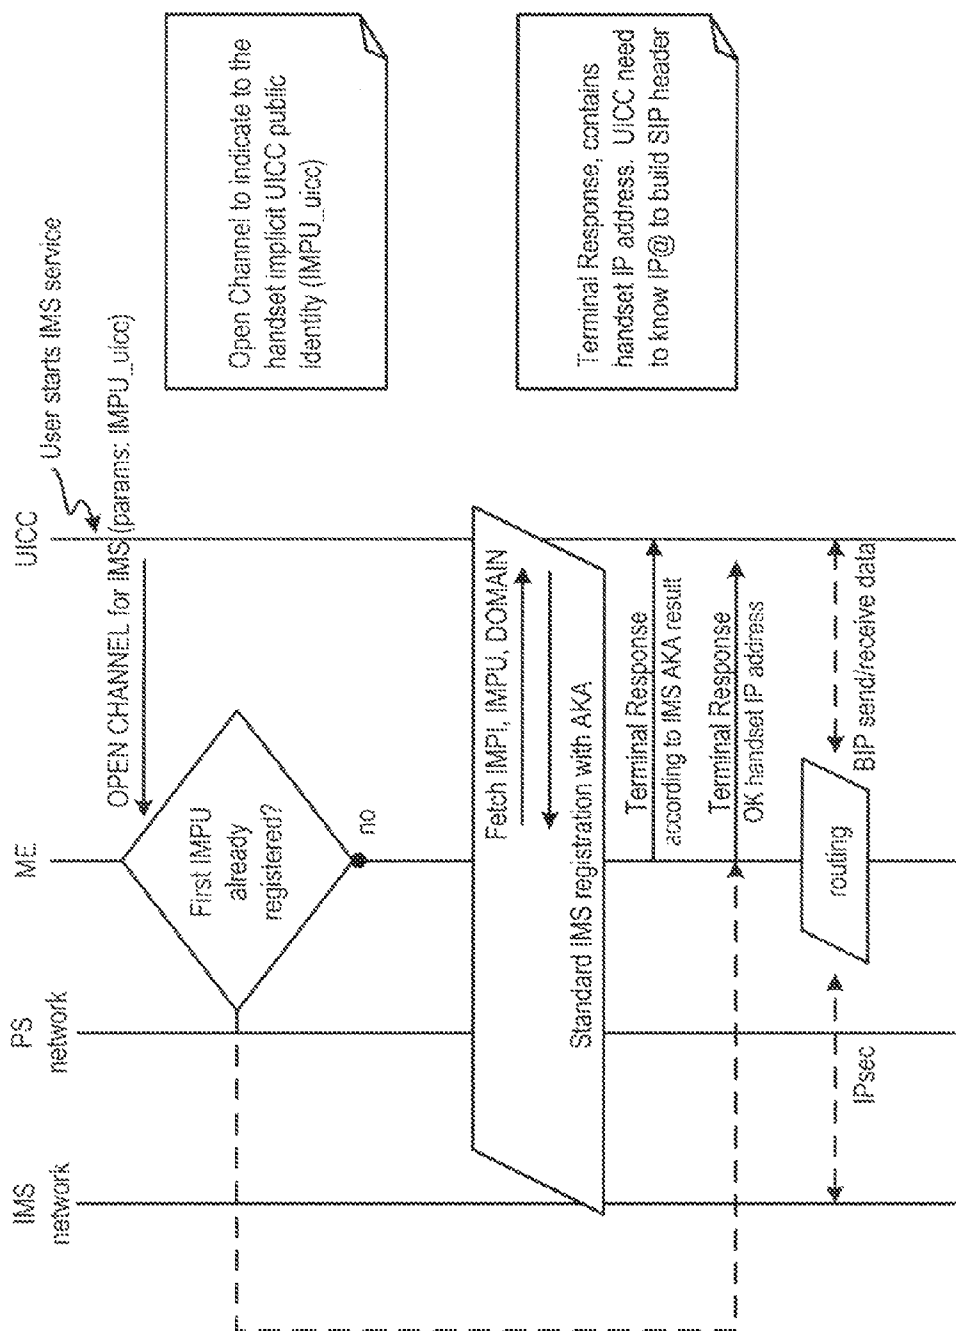 IMS
network
PS
network
ME
UICC
User starts IMS service
OPEN CHANNEL for IMS (params: IMPU_uicc)
First IMPU
already
registered?
no
Open Channel to indicate to the
handset implicit UICC public
identity (IMPU_uicc)
Fetch IMPI, IMPU, DOMAIN
Standard IMS registration with AKA
Terminal Response, contains
handset IP address. UICC need
to know IP@ to build SIP header
Terminal Response
according to IMS AKA result
Terminal Response
OK handset IP address
routing
IPsec
BIP send/receive data